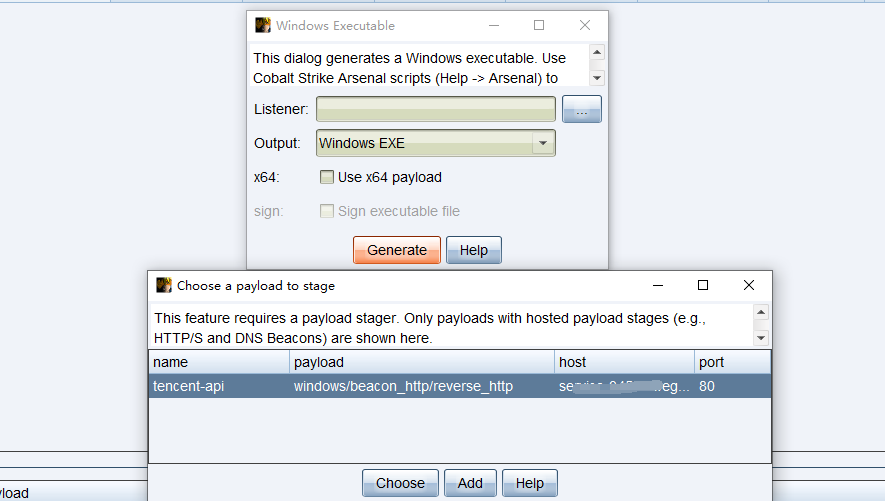 Windows Executable
This dialog generates a Windows executable. Use
Cobalt Strike Arsenal scripts (Help -> Arsenal) to
Listener:
...
Output: Windows EXE
x64: Use x64 payload
sign: Sign executable file
Generate Help
Choose a payload to stage
This feature requires a payload stager. Only payloads with hosted payload stages (e.g.,
HTTP/S and DNS Beacons) are shown here.
name payload host port
tencent-api windows/beacon_http/reverse_http 80
yload
Choose Add Help